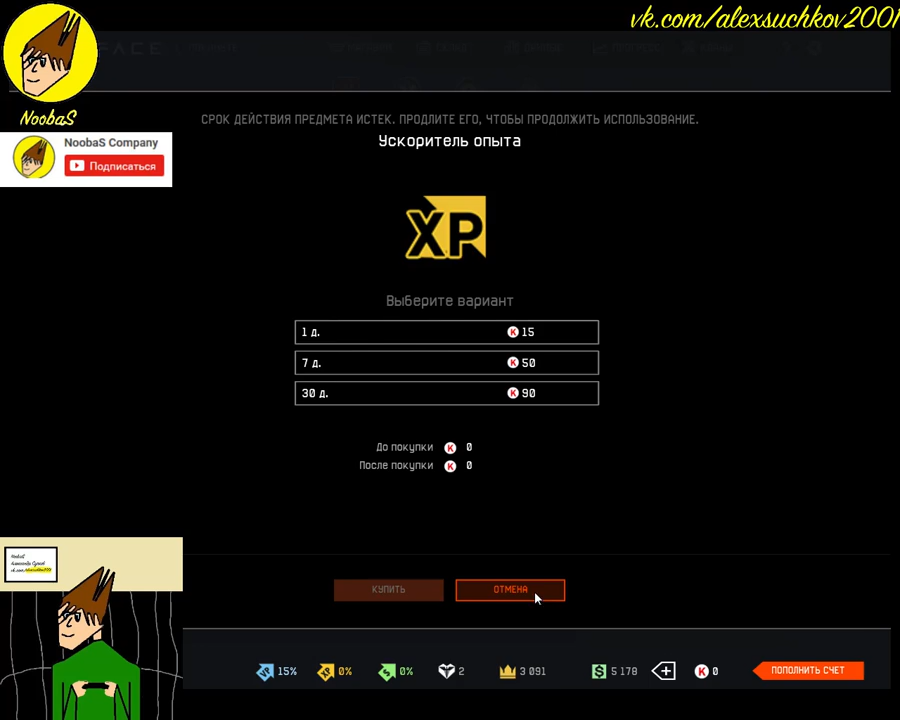 vk.com/alexsuchkov2001
FACE
NoobaS
NoobaS Company
Подписаться
СРОК ДЕЙСТВИЯ ПРЕДМЕТА ИСТЕК. ПРОДЛИТЕ ЕГО, ЧТОБЫ ПРОДОЛЖИТЬ ИСПОЛЬЗОВАНИЕ.
Ускоритель опыта
XP
Выберите вариант
1 д. K 15
7 д. K 50
30 д. K 90
До покупки K 0
После покупки K 0
КУПИТЬ ОТМЕНА
15% 0% 0% 2 3 091 $ 5 178 K 0 ПОПОЛНИТЬ СЧЕТ